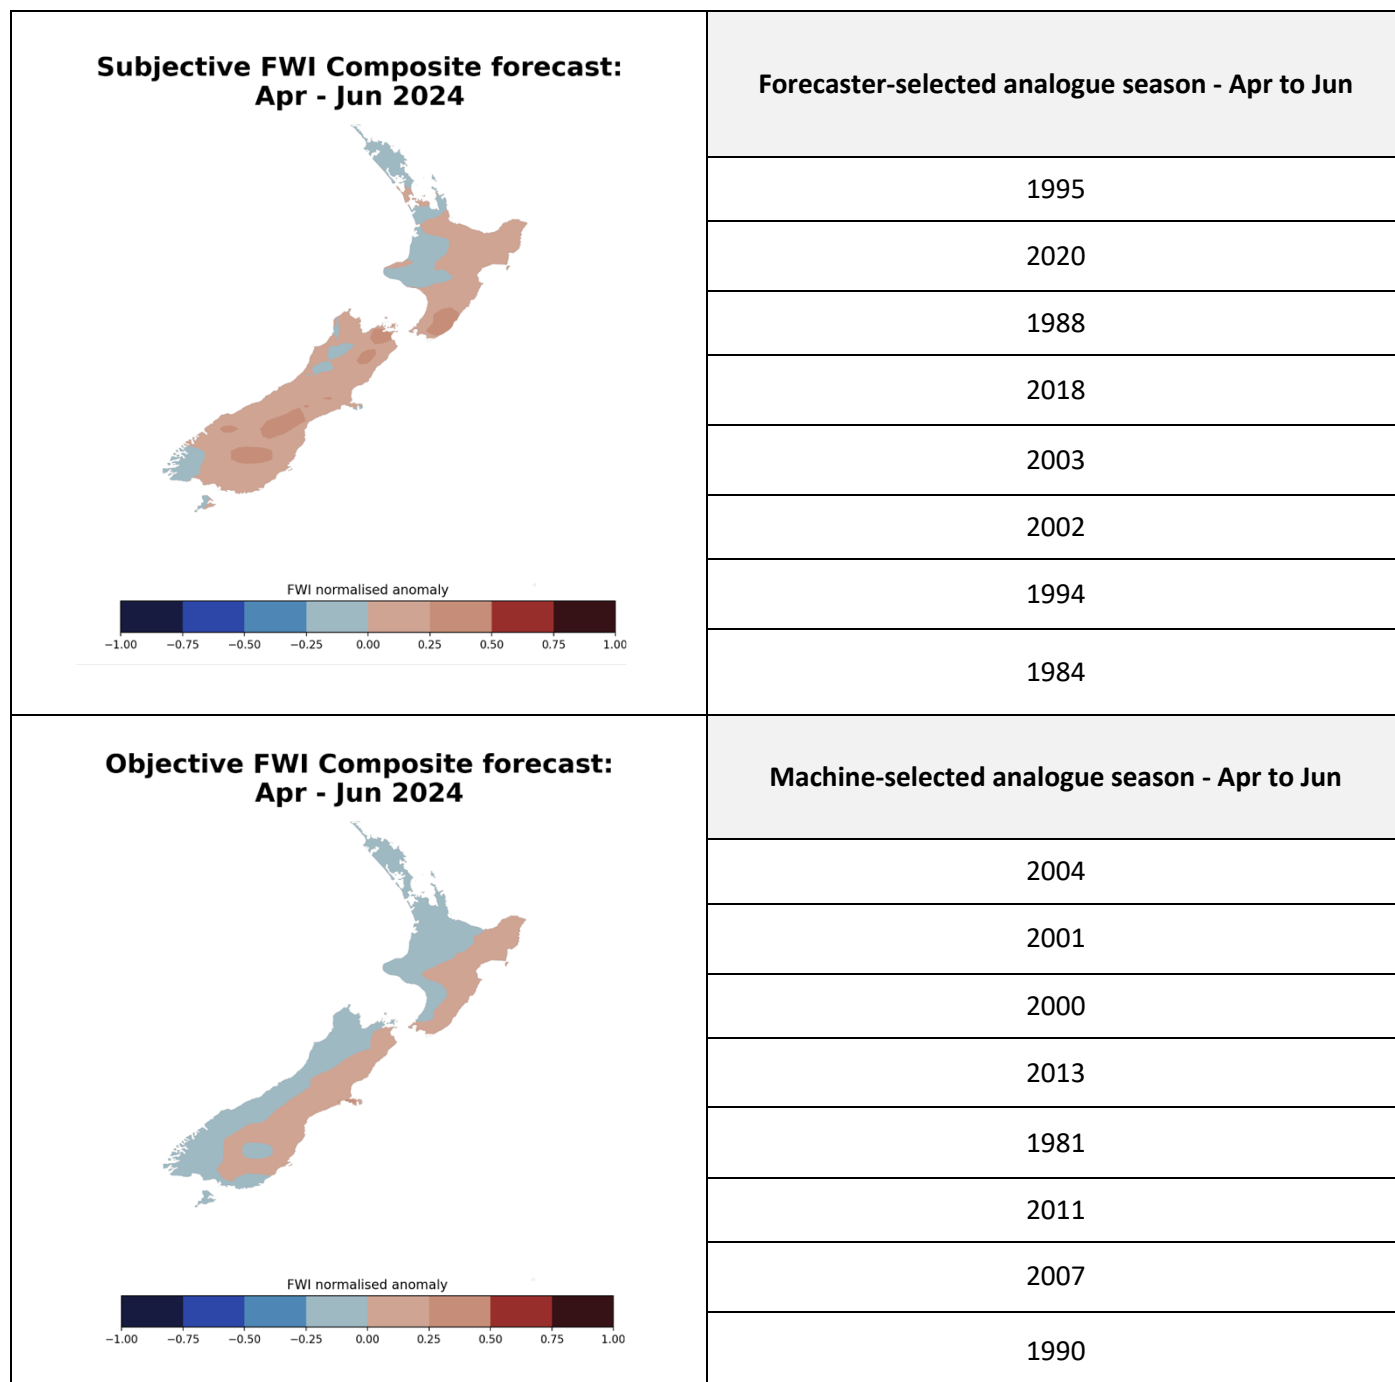 Subjective FWI Composite forecast:
Apr - Jun 2024
FWI normalised anomaly
−1.00 −0.75 −0.50 −0.25 0.00 0.25 0.50 0.75 1.00
Forecaster-selected analogue season - Apr to Jun
1995
2020
1988
2018
2003
2002
1994
1984
Objective FWI Composite forecast:
Apr - Jun 2024
FWI normalised anomaly
−1.00 −0.75 −0.50 −0.25 0.00 0.25 0.50 0.75 1.00
Machine-selected analogue season - Apr to Jun
2004
2001
2000
2013
1981
2011
2007
1990